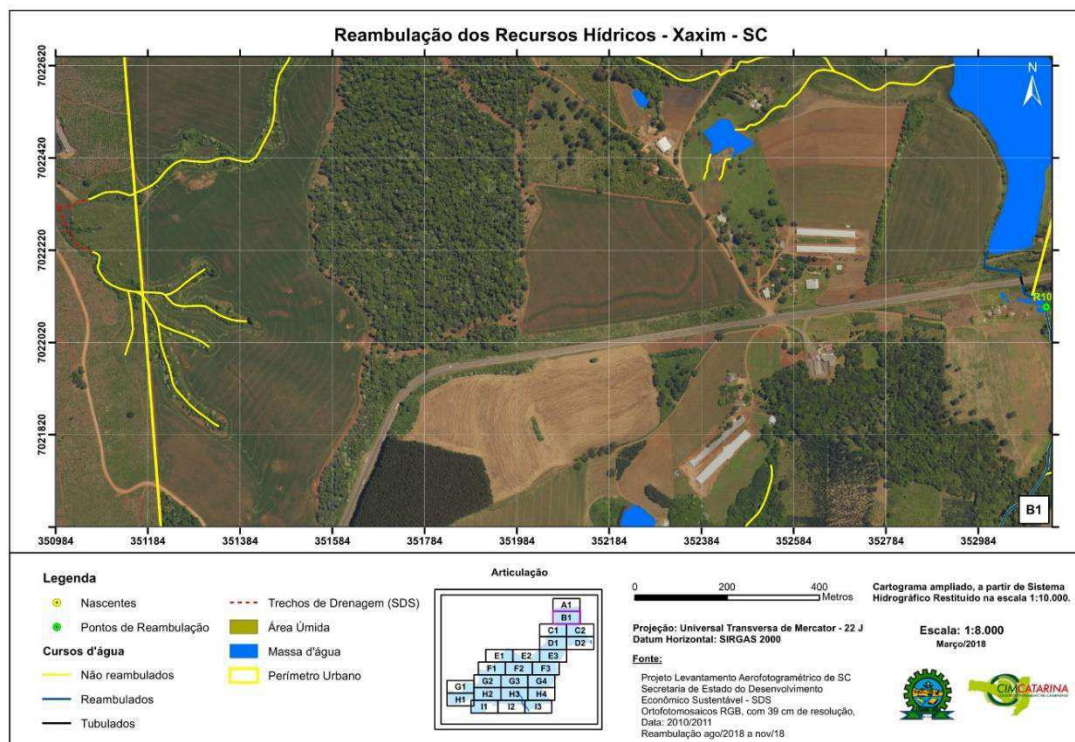 Reambulação dos Recursos Hídricos - Xaxim - SC
7022620
7022420
7022220
7022020
7021820
N
R10
B1
350984
351184
351384
351584
351784
351984
352184
352384
352584
352784
352984
Legenda
Nascentes
Pontos de Reambulação
Cursos d'água
Não reambulados
Reambulados
Tubulados
Trechos de Drenagem (SDS)
Área Úmida
Massa d'água
Perímetro Urbano
Articulação
A1
B1
C1 C2
D1 D2
E1 E2 E3
F1 F2 F3
G1 G2 G3 G4
H1 H2 H3 H4
I1 I2 I3
0 200 400
Metros
Projeção: Universal Transversa de Mercator - 22 J
Datum Horizontal: SIRGAS 2000
Fonte:
Projeto Levantamento Aerofotogramétrico de SC
Secretaria de Estado do Desenvolvimento
Econômico Sustentável - SDS
Ortofotomosaicos RGB, com 39 cm de resolução,
Data: 2010/2011
Reambulação ago/2018 a nov/18
Cartograma ampliado, a partir de Sistema
Hidrográfico Restituído na escala 1:10.000.
Escala: 1:8.000
Março/2018
CIMCATARINA